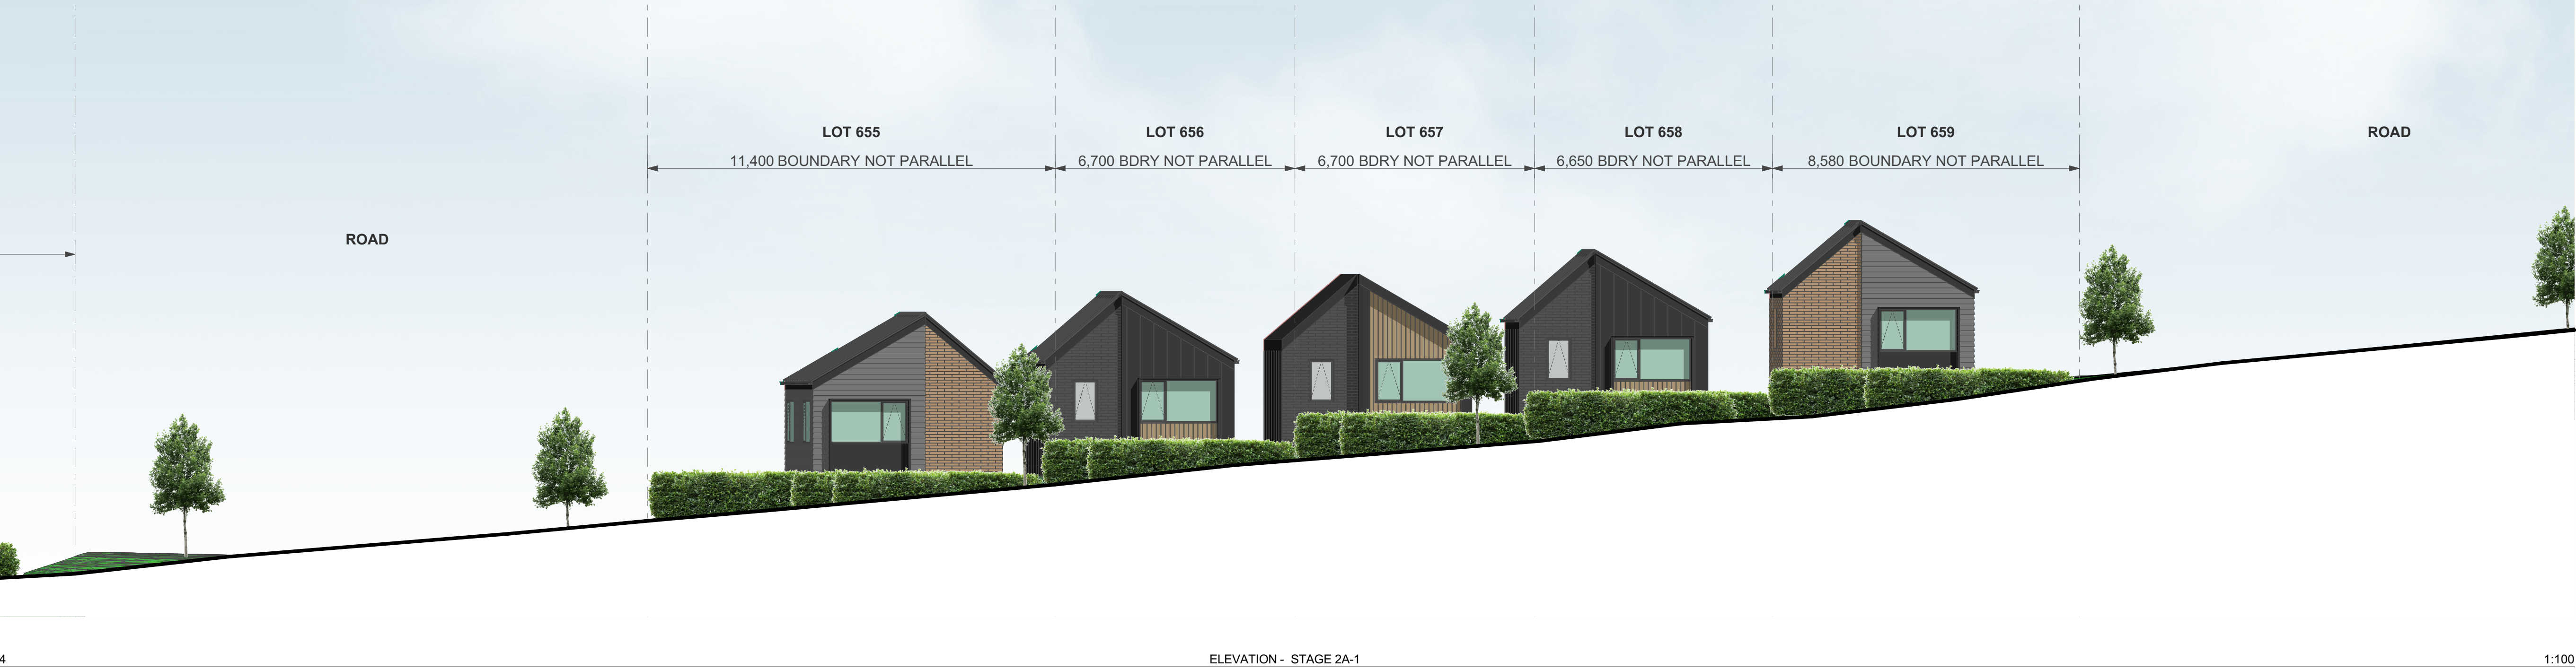 LOT 655
LOT 656
LOT 657
LOT 658
LOT 659
ROAD
11,400 BOUNDARY NOT PARALLEL
6,700 BDRY NOT PARALLEL
6,700 BDRY NOT PARALLEL
6,650 BDRY NOT PARALLEL
8,580 BOUNDARY NOT PARALLEL
ROAD
4
ELEVATION - STAGE 2A-1
1:100